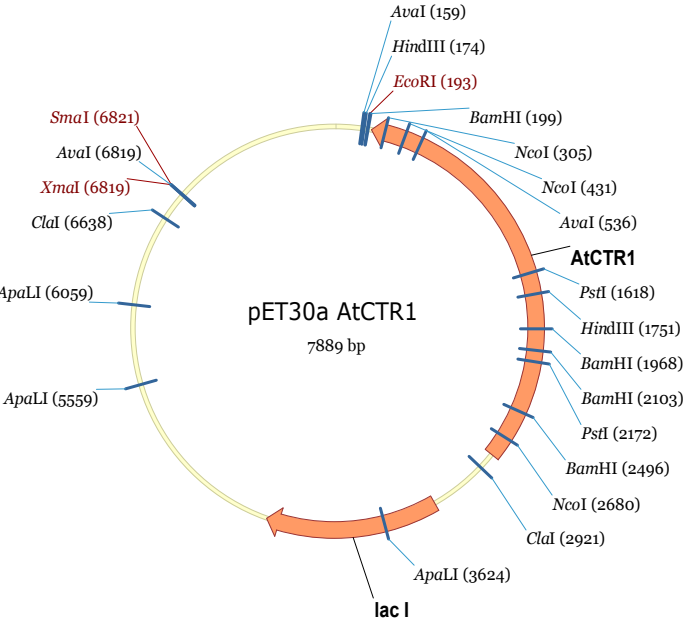 AvaI (159)
HindIII (174)
EcoRI (193)
BamHI (199)
NcoI (305)
NcoI (431)
AvaI (536)
AtCTR1
PstI (1618)
HindIII (1751)
BamHI (1968)
BamHI (2103)
PstI (2172)
BamHI (2496)
NcoI (2680)
ClaI (2921)
ApaLI (3624)
lac I
ApaLI (5559)
ApaLI (6059)
ClaI (6638)
XmaI (6819)
AvaI (6819)
SmaI (6821)
pET30a AtCTR1
7889 bp